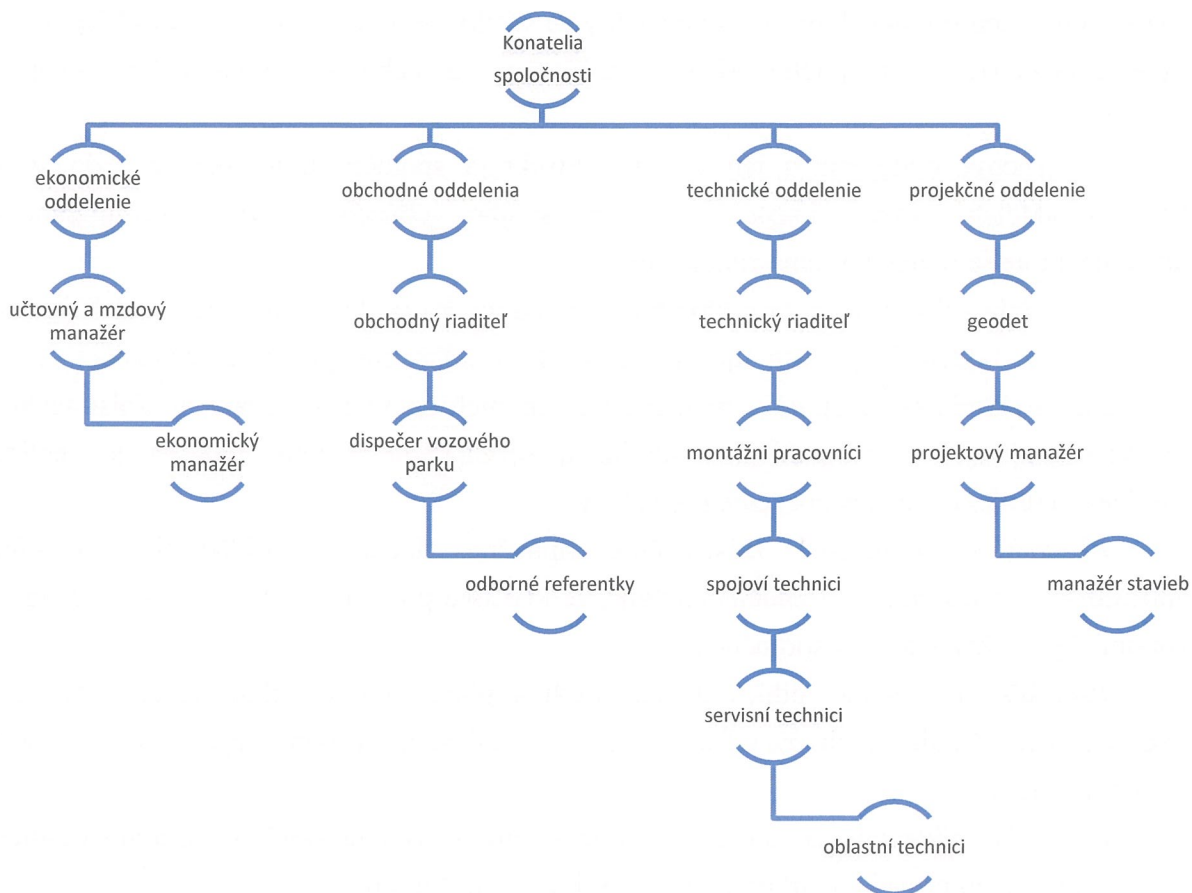 Konatelia
spoločnosti
ekonomické
oddelenie
obchodné oddelenia
technické oddelenie
projekčné oddelenie
učtovný a mzdový
manažér
obchodný riaditeľ
technický riaditeľ
geodet
ekonomický
manažér
dispečer vozového
parku
montážni pracovníci
projektový manažér
odborné referentky
spojoví technici
manažér stavieb
servisní technici
oblastní technici